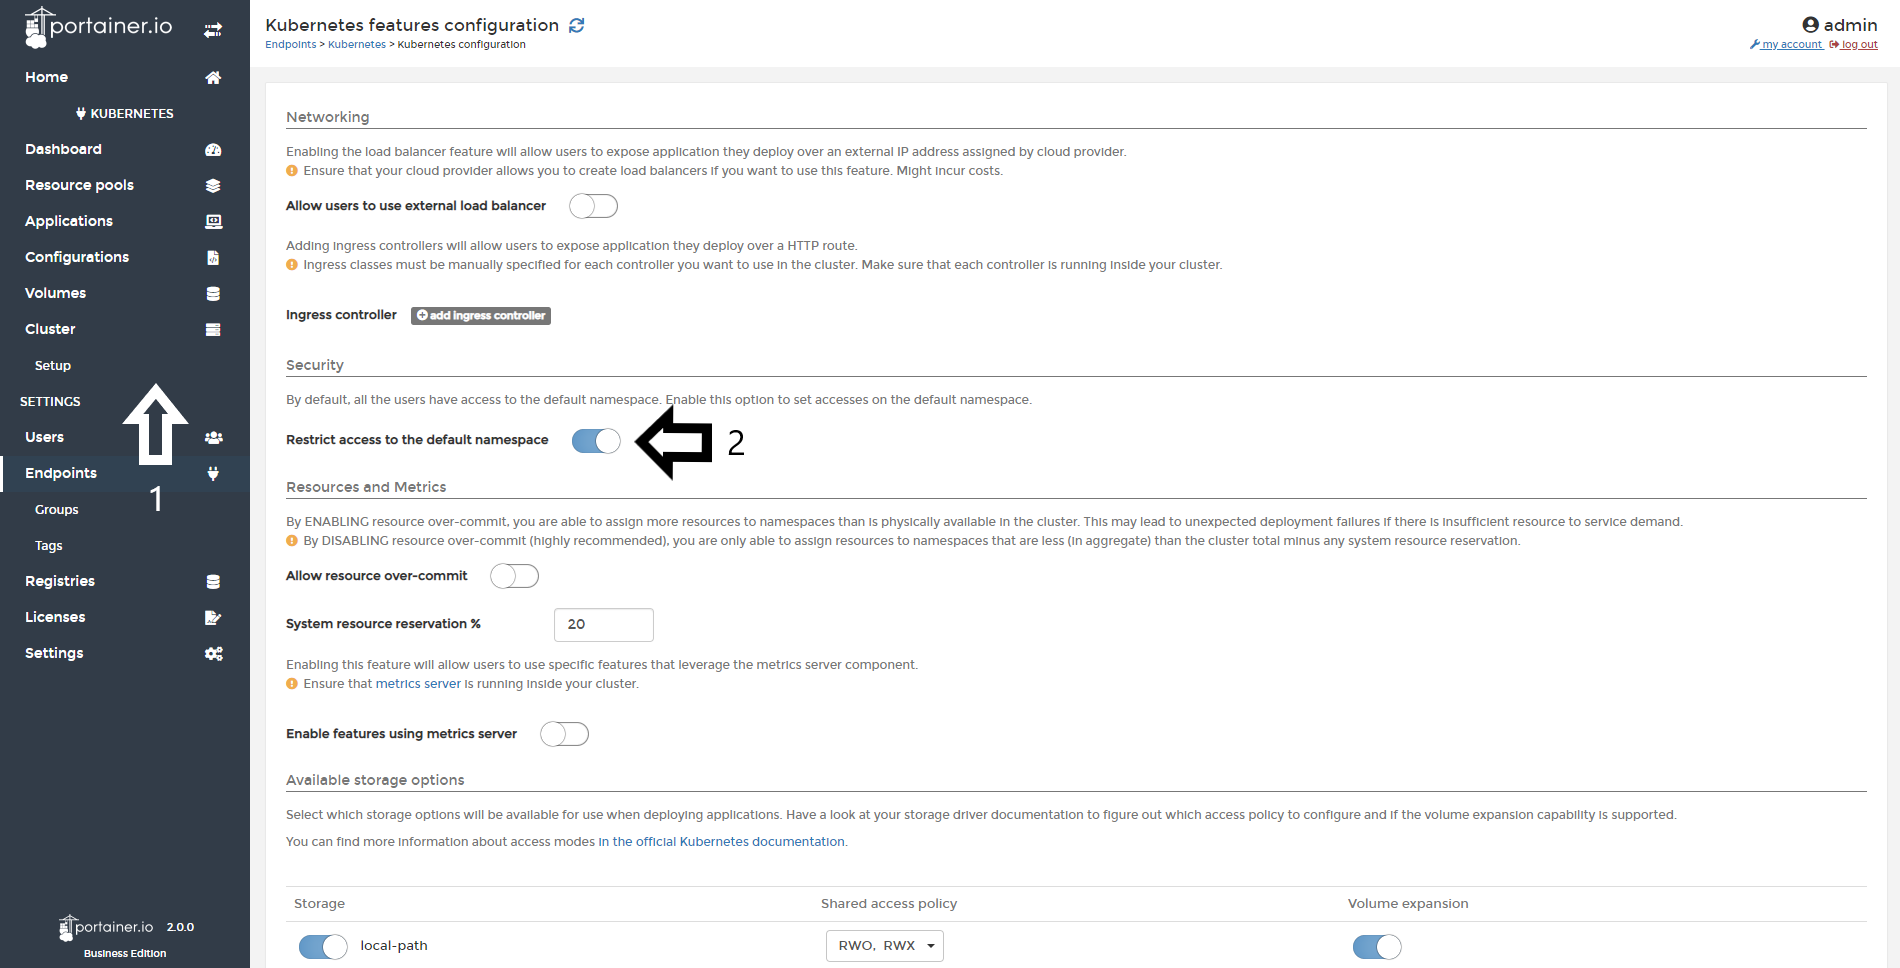 portainer.io
Home
KUBERNETES
Dashboard
Resource pools
Applications
Configurations
Volumes
Cluster
Setup
SETTINGS
Users
Endpoints
1
Groups
Tags
Registries
Licenses
Settings
portainer.io 2.0.0
Business Edition
Kubernetes features configuration
Endpoints > Kubernetes > Kubernetes configuration
admin
my account log out
Networking
Enabling the load balancer feature will allow users to expose application they deploy over an external IP address assigned by cloud provider.
Ensure that your cloud provider allows you to create load balancers if you want to use this feature. Might incur costs.
Allow users to use external load balancer
Adding ingress controllers will allow users to expose application they deploy over a HTTP route.
Ingress classes must be manually specified for each controller you want to use in the cluster. Make sure that each controller is running inside your cluster.
Ingress controller add ingress controller
Security
By default, all the users have access to the default namespace. Enable this option to set accesses on the default namespace.
Restrict access to the default namespace 2
Resources and Metrics
By ENABLING resource over-commit, you are able to assign more resources to namespaces than is physically available in the cluster. This may lead to unexpected deployment failures if there is insufficient resource to service demand.
By DISABLING resource over-commit (highly recommended), you are only able to assign resources to namespaces that are less (in aggregate) than the cluster total minus any system resource reservation.
Allow resource over-commit
System resource reservation % 20
Enabling this feature will allow users to use specific features that leverage the metrics server component.
Ensure that metrics server is running inside your cluster.
Enable features using metrics server
Available storage options
Select which storage options will be available for use when deploying applications. Have a look at your storage driver documentation to figure out which access policy to configure and if the volume expansion capability is supported.
You can find more information about access modes in the official Kubernetes documentation.
Storage Shared access policy Volume expansion
local-path RWO, RWX